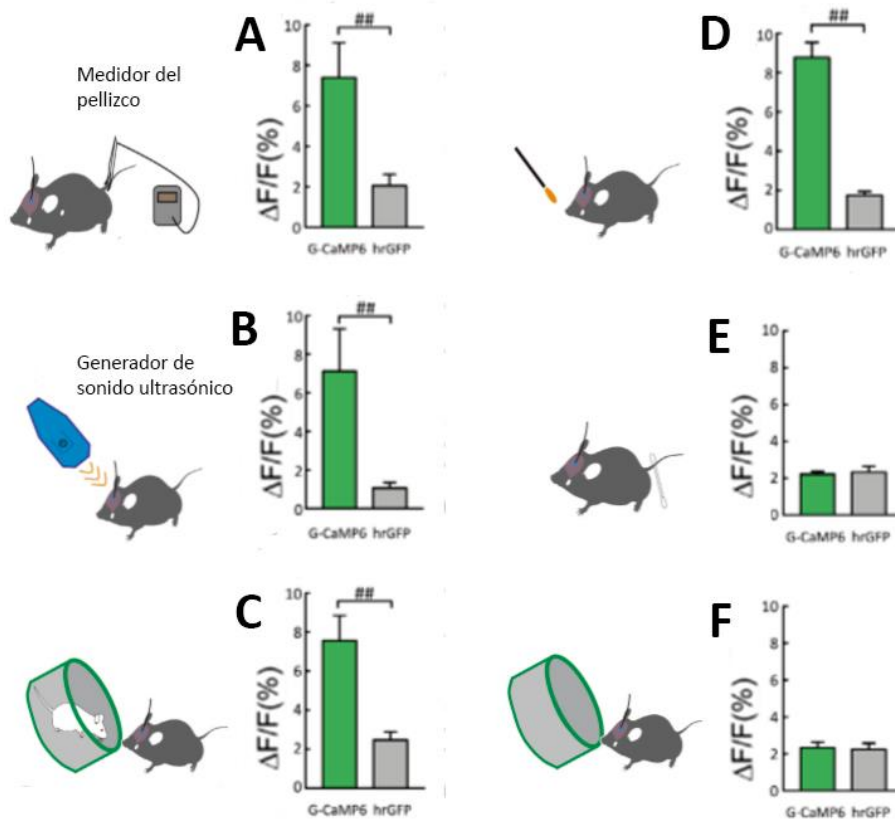 A
Medidor del
pellizco
##
ΔF/F(%)
10
8
6
4
2
0
G-CaMP6 hrGFP
D
##
ΔF/F(%)
10
8
6
4
2
0
G-CaMP6 hrGFP
B
Generador de
sonido ultrasónico
##
ΔF/F(%)
10
8
6
4
2
0
G-CaMP6 hrGFP
E
ΔF/F(%)
10
8
6
4
2
0
G-CaMP6 hrGFP
C
##
ΔF/F(%)
10
8
6
4
2
0
G-CaMP6 hrGFP
F
ΔF/F(%)
10
8
6
4
2
0
G-CaMP6 hrGFP